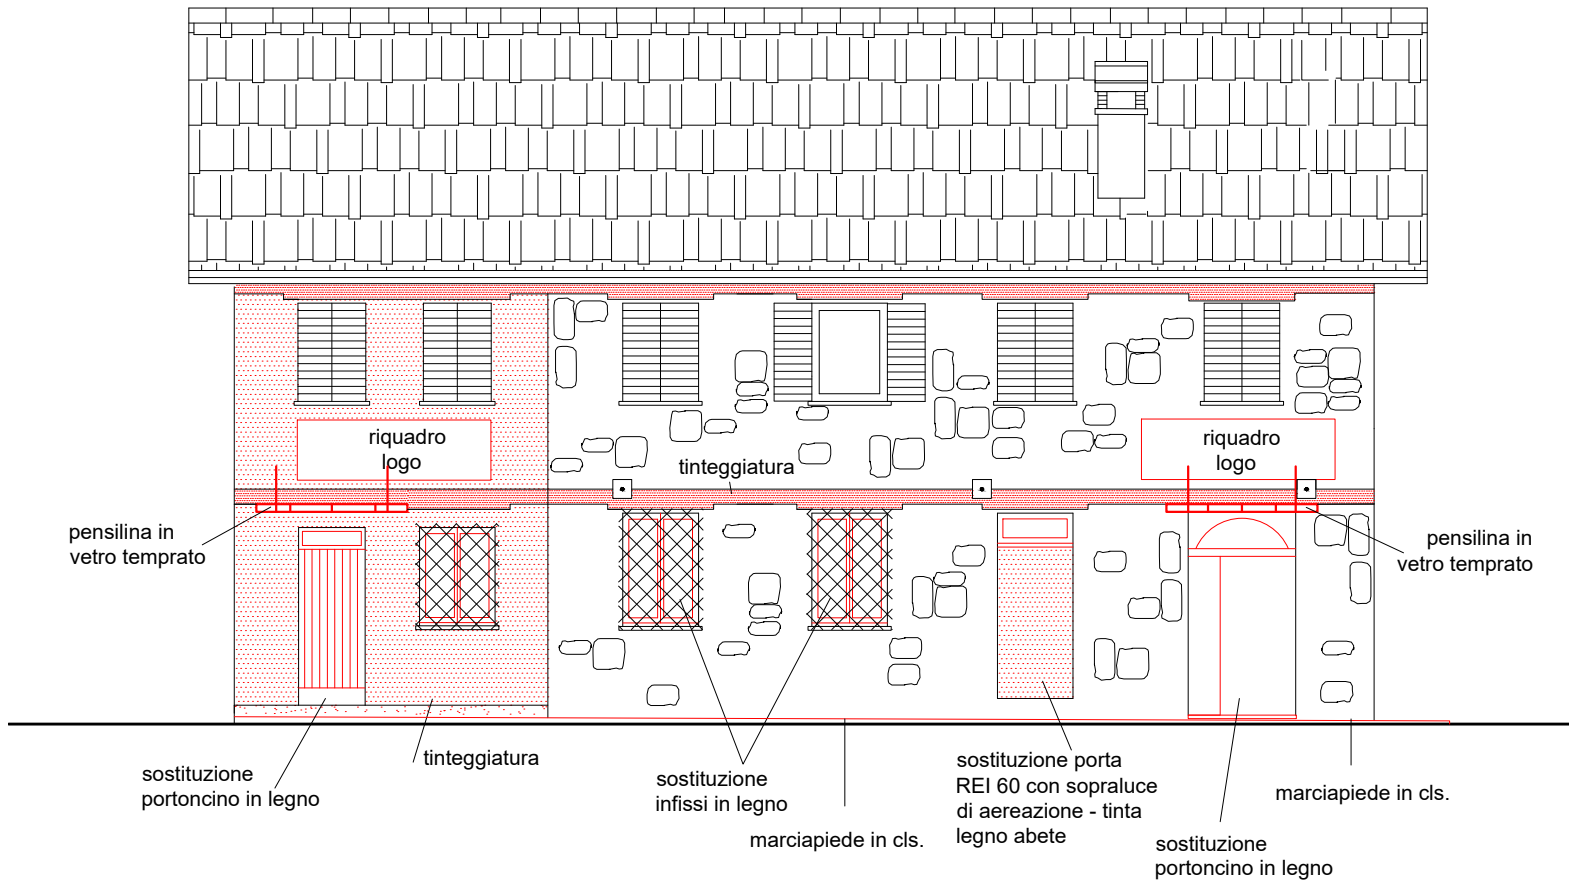 riquadro
logo
riquadro
logo
tinteggiatura
pensilina in
vetro temprato
pensilina in
vetro temprato
sostituzione
portoncino in legno
tinteggiatura
sostituzione
infissi in legno
marciapiede in cls.
sostituzione porta
REI 60 con sopraluce
di aereazione - tinta
legno abete
marciapiede in cls.
sostituzione
portoncino in legno